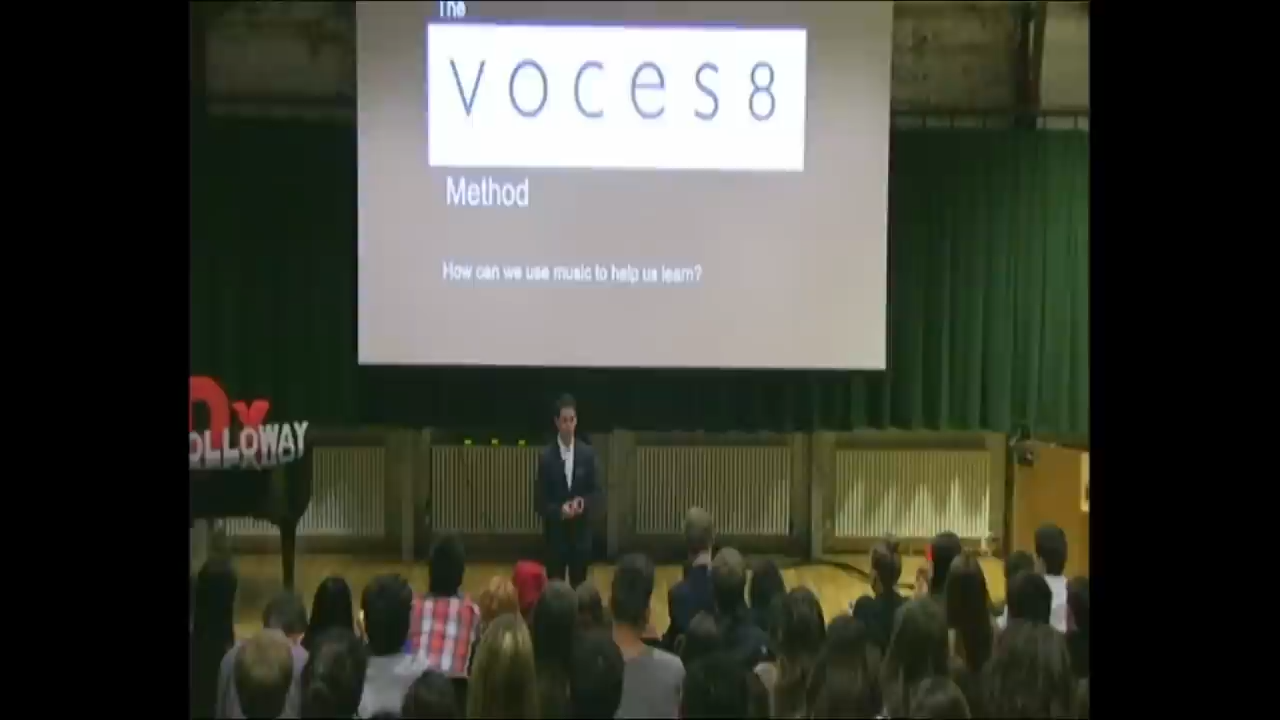 The
voces8
Method
How can we use music to help us learn?
X
OLLOWAY